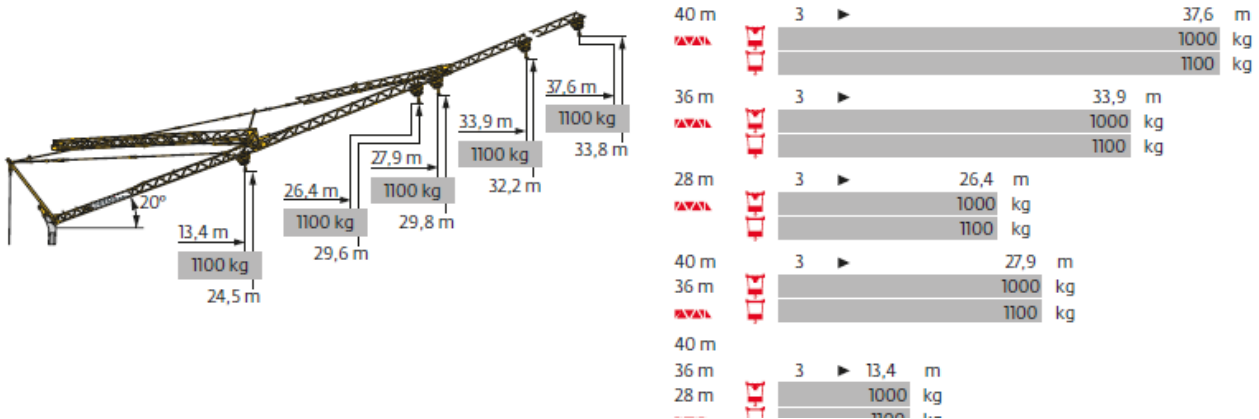 20°
13,4 m
1100 kg
24,5 m
26,4 m
1100 kg
29,6 m
27,9 m
1100 kg
29,8 m
33,9 m
1100 kg
32,2 m
37,6 m
1100 kg
33,8 m
40 m 3 ► 37,6 m
1000 kg
1100 kg
36 m 3 ► 33,9 m
1000 kg
1100 kg
28 m 3 ► 26,4 m
1000 kg
1100 kg
40 m 3 ► 27,9 m
36 m 1000 kg
1100 kg
40 m
36 m 3 ► 13,4 m
28 m 1000 kg
1100 kg